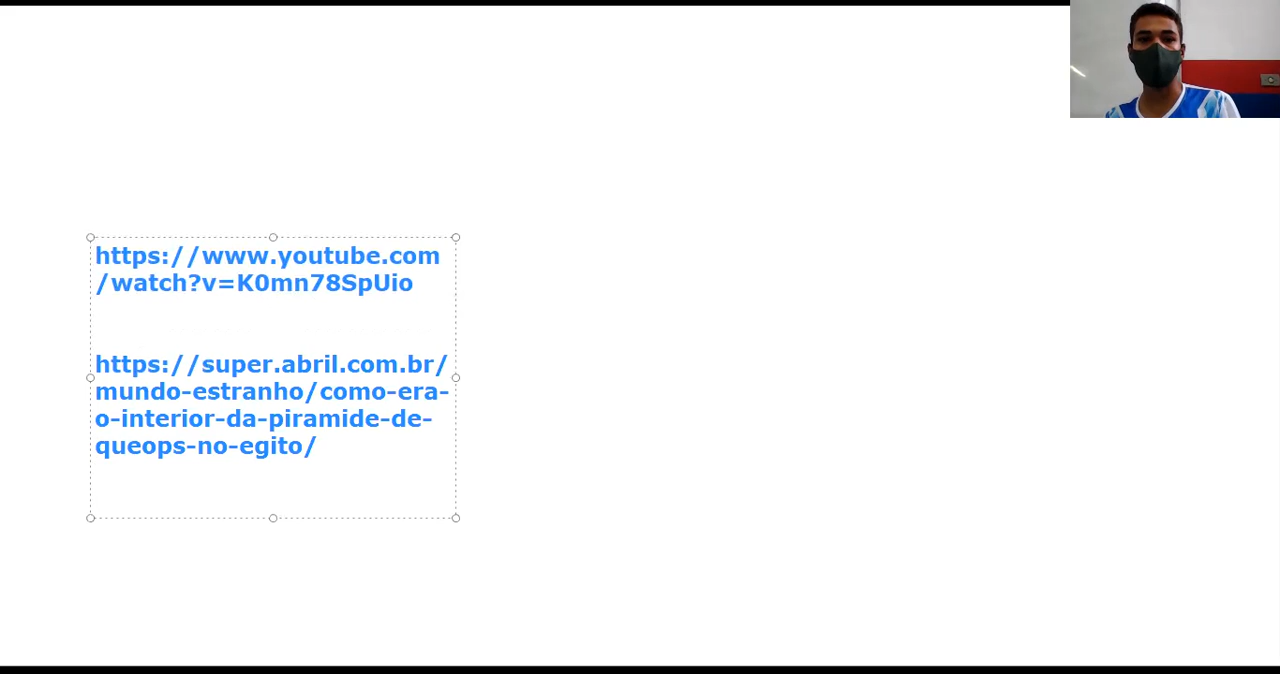 https://www.youtube.com
/watch?v=K0mn78SpUio
https://super.abril.com.br/
mundo-estranho/como-era-
o-interior-da-piramide-de-
queops-no-egito/